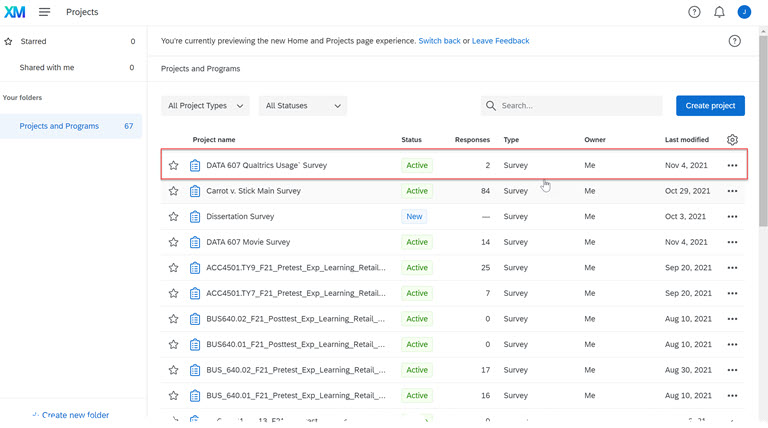 XM Projects J
Starred 0
Shared with me 0
Your folders
Projects and Programs 67
Create new folder
You're currently previewing the new Home and Projects page experience. Switch back or Leave Feedback
Projects and Programs
All Project Types All Statuses Search... Create project
Project name Status Responses Type Owner Last modified
DATA 607 Qualtrics Usage` Survey Active 2 Survey Me Nov 4, 2021
Carrot v. Stick Main Survey Active 84 Survey Me Oct 29, 2021
Dissertation Survey New — Survey Me Oct 3, 2021
DATA 607 Movie Survey Active 14 Survey Me Nov 4, 2021
ACC4501.TY9_F21_Pretest_Exp_Learning_Retail... Active 25 Survey Me Sep 20, 2021
ACC4501.TY7_F21_Pretest_Exp_Learning_Retail... Active 7 Survey Me Sep 20, 2021
BUS640.02_F21_Posttest_Exp_Learning_Retail_... Active 0 Survey Me Aug 10, 2021
BUS640.01_F21_Posttest_Exp_Learning_Retail_... Active 0 Survey Me Aug 10, 2021
BUS_640.02_F21_Pretest_Exp_Learning_Retail_... Active 17 Survey Me Aug 30, 2021
BUS_640.01_F21_Pretest_Exp_Learning_Retail_... Active 16 Survey Me Aug 10, 2021